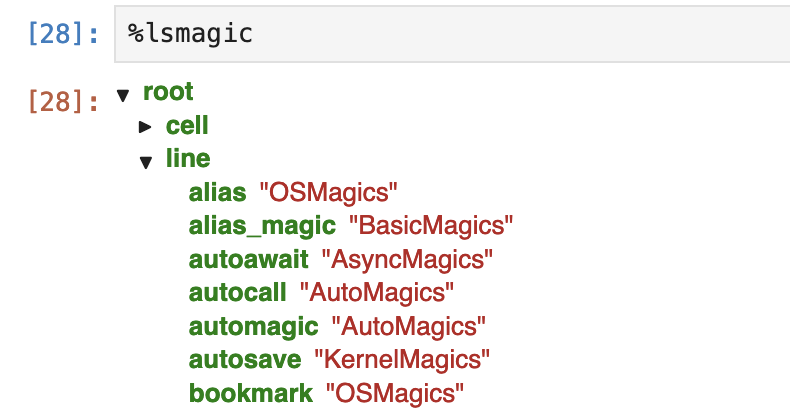 [28]: %lsmagic
[28]: ▼ root
► cell
▼ line
alias "OSMagics"
alias_magic "BasicMagics"
autoawait "AsyncMagics"
autocall "AutoMagics"
automagic "AutoMagics"
autosave "KernelMagics"
bookmark "OSMagics"